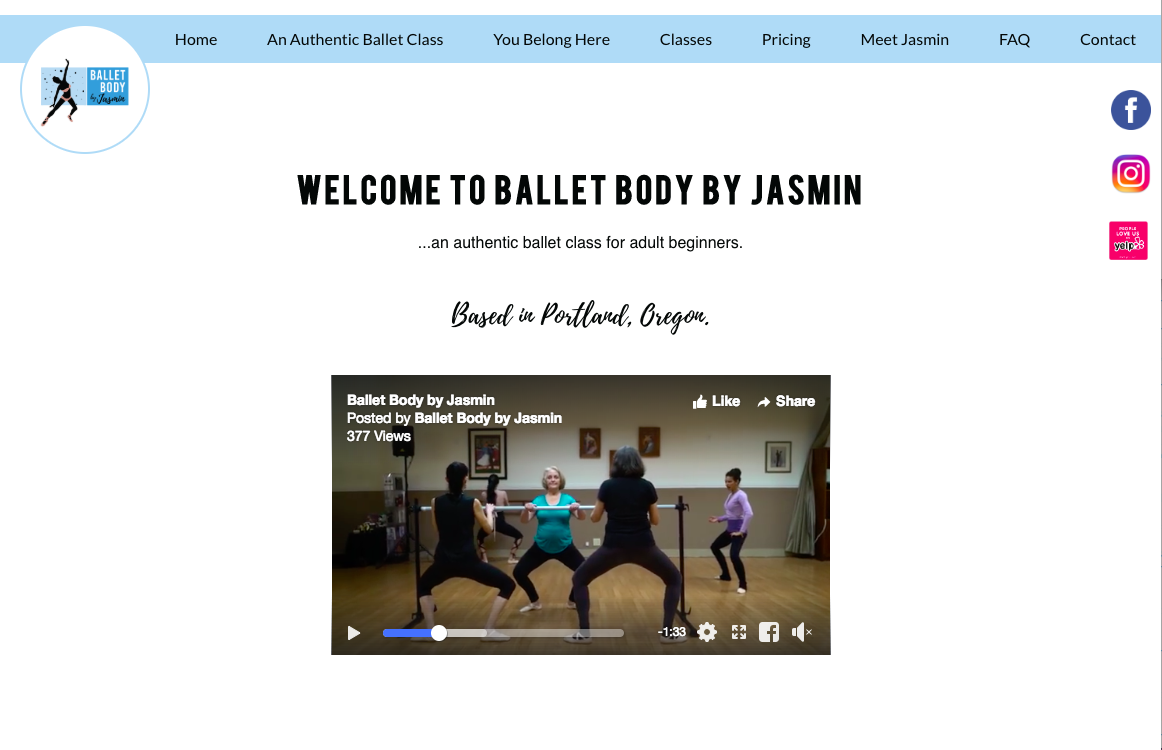 Home An Authentic Ballet Class You Belong Here Classes Pricing Meet Jasmin FAQ Contact
BALLET
BODY
by Jasmin
PEOPLE
LOVE US
yelp
WELCOME TO BALLET BODY BY JASMIN
...an authentic ballet class for adult beginners.
Based in Portland, Oregon.
Ballet Body by Jasmin
Like Share
Posted by Ballet Body by Jasmin
377 Views
-1:33